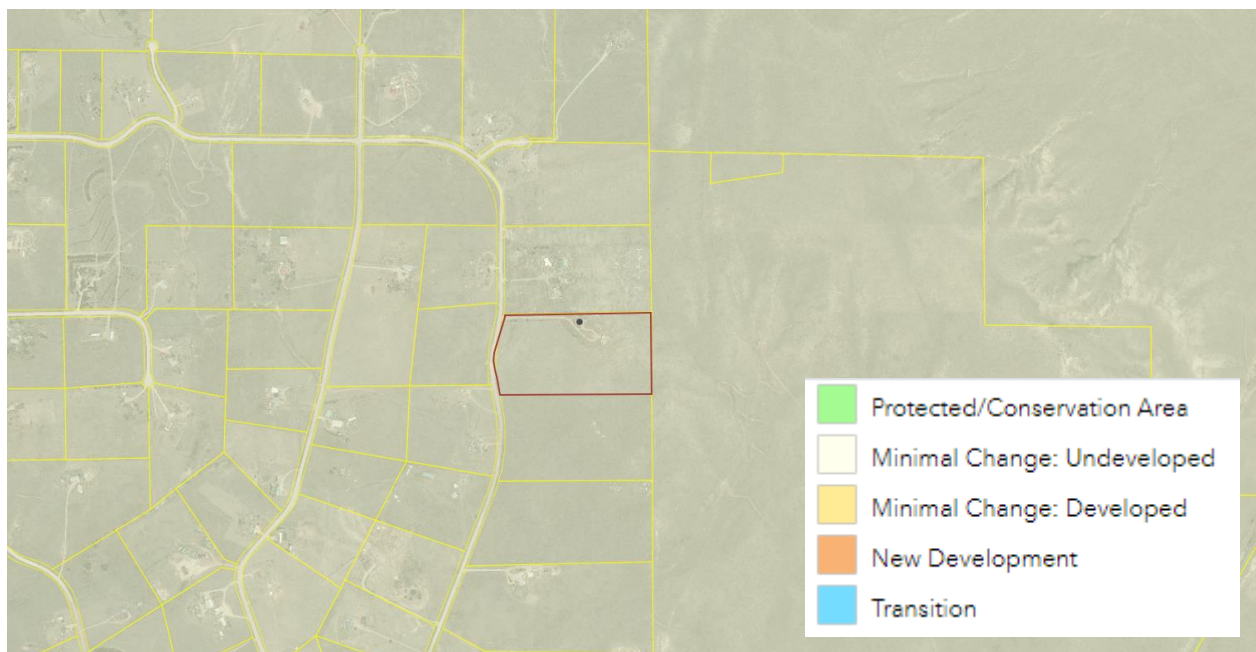 Protected/Conservation Area
Minimal Change: Undeveloped
Minimal Change: Developed
New Development
Transition